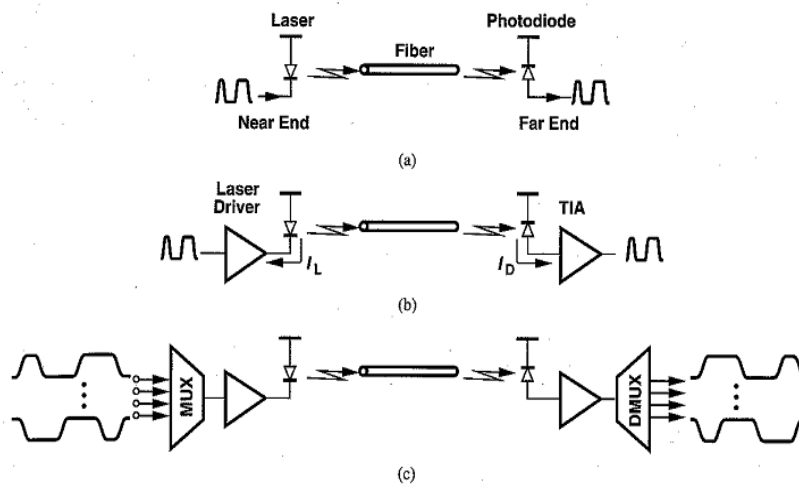 Laser
Photodiode
Fiber
Near End
Far End
(a)
Laser
Driver
TIA
I_L
I_D
(b)
MUX
DMUX
(c)